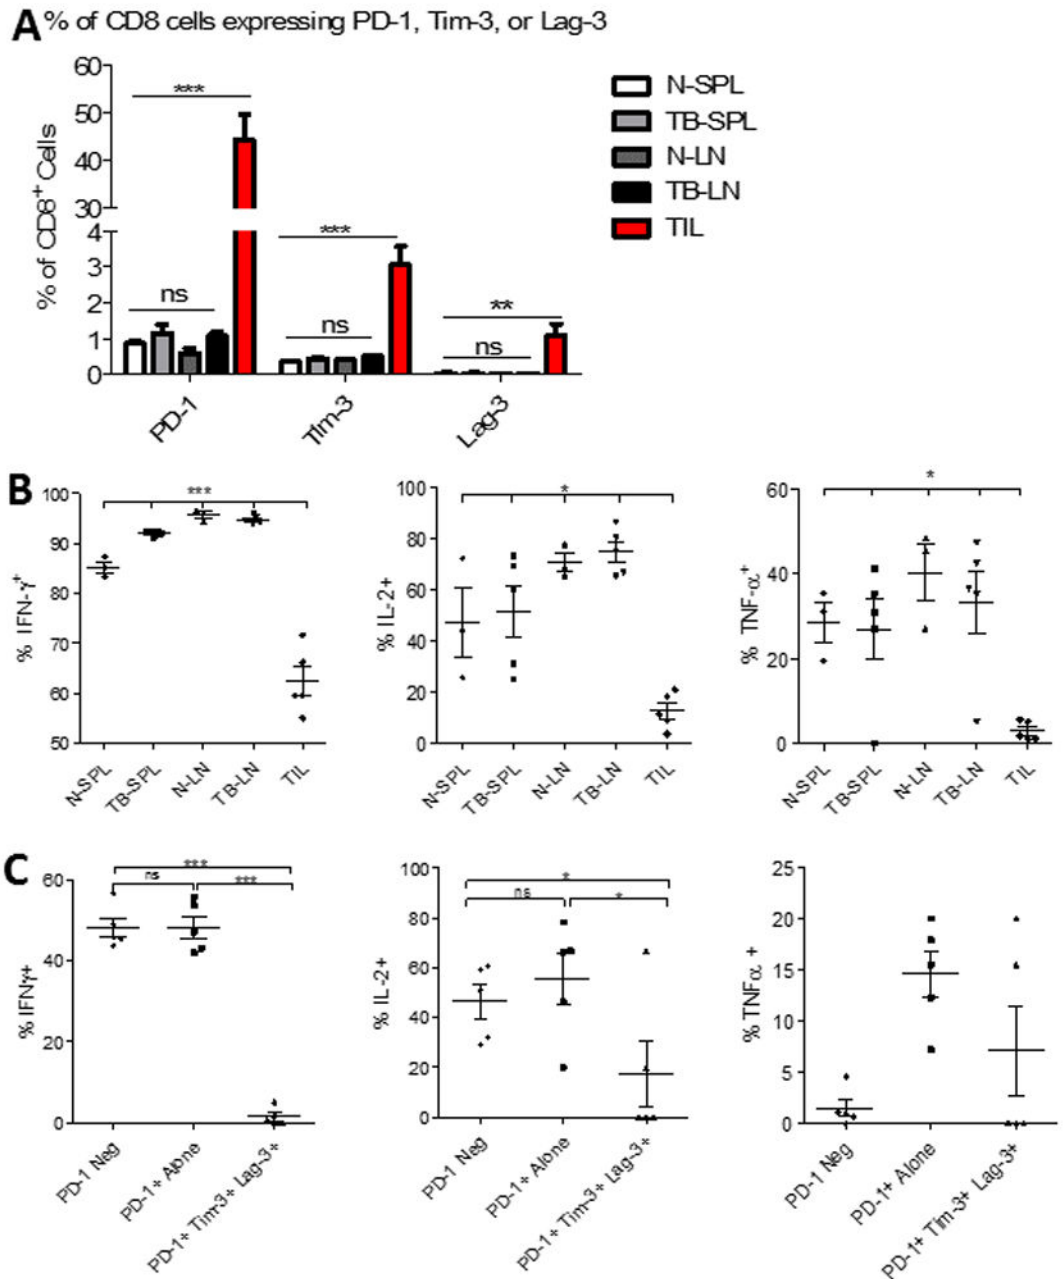 A % of CD8 cells expressing PD-1, Tim-3, or Lag-3
% of CD8+ Cells
60
50
40
30
4
3
2
1
0
***
ns
***
ns
**
ns
PD-1
Tim-3
Lag-3
N-SPL
TB-SPL
N-LN
TB-LN
TIL
B
% IFN-γ+
100
90
80
70
60
50
***
N-SPL
TB-SPL
N-LN
TB-LN
TIL
% IL-2+
100
80
60
40
20
0
*
N-SPL
TB-SPL
N-LN
TB-LN
TIL
% TNF-α+
60
40
20
0
*
N-SPL
TB-SPL
N-LN
TB-LN
TIL
C
% IFNγ+
60
40
20
0
***
ns
***
PD-1 Neg
PD-1+ Alone
PD-1+ Tim-3+ Lag-3+
% IL-2+
100
80
60
40
20
0
*
ns
*
PD-1 Neg
PD-1+ Alone
PD-1+ Tim-3+ Lag-3+
% TNFα +
25
20
15
10
5
0
PD-1 Neg
PD-1+ Alone
PD-1+ Tim-3+ Lag-3+